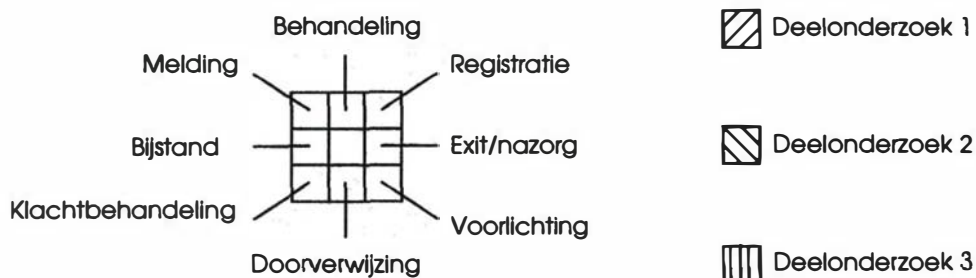 Behandeling
Melding
Registratie
Bijstand
Exit/nazorg
Klachtbehandeling
Voorlichting
Doorverwijzing
Deelonderzoek 1
Deelonderzoek 2
Deelonderzoek 3